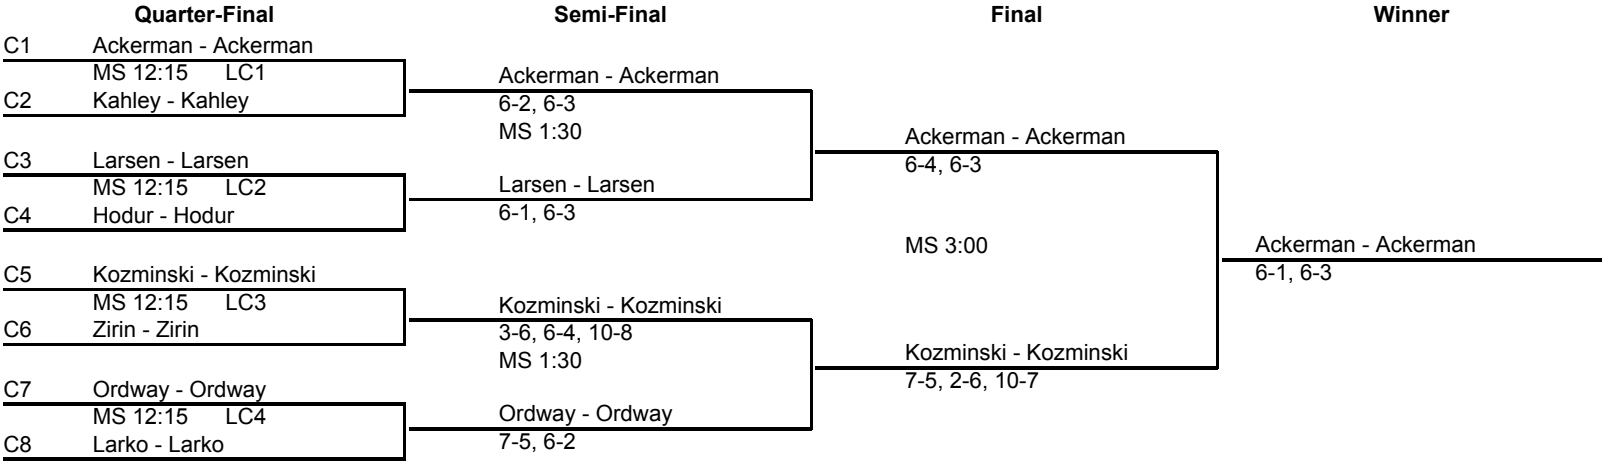 Quarter-Final Semi-Final Final Winner
C1 Ackerman - Ackerman
MS 12:15 LC1
C2 Kahley - Kahley
C3 Larsen - Larsen
MS 12:15 LC2
C4 Hodur - Hodur
C5 Kozminski - Kozminski
MS 12:15 LC3
C6 Zirin - Zirin
C7 Ordway - Ordway
MS 12:15 LC4
C8 Larko - Larko
Ackerman - Ackerman
6-2, 6-3
MS 1:30
Larsen - Larsen
6-1, 6-3
Kozminski - Kozminski
3-6, 6-4, 10-8
MS 1:30
Ordway - Ordway
7-5, 6-2
Ackerman - Ackerman
6-4, 6-3
MS 3:00
Kozminski - Kozminski
7-5, 2-6, 10-7
Ackerman - Ackerman
6-1, 6-3